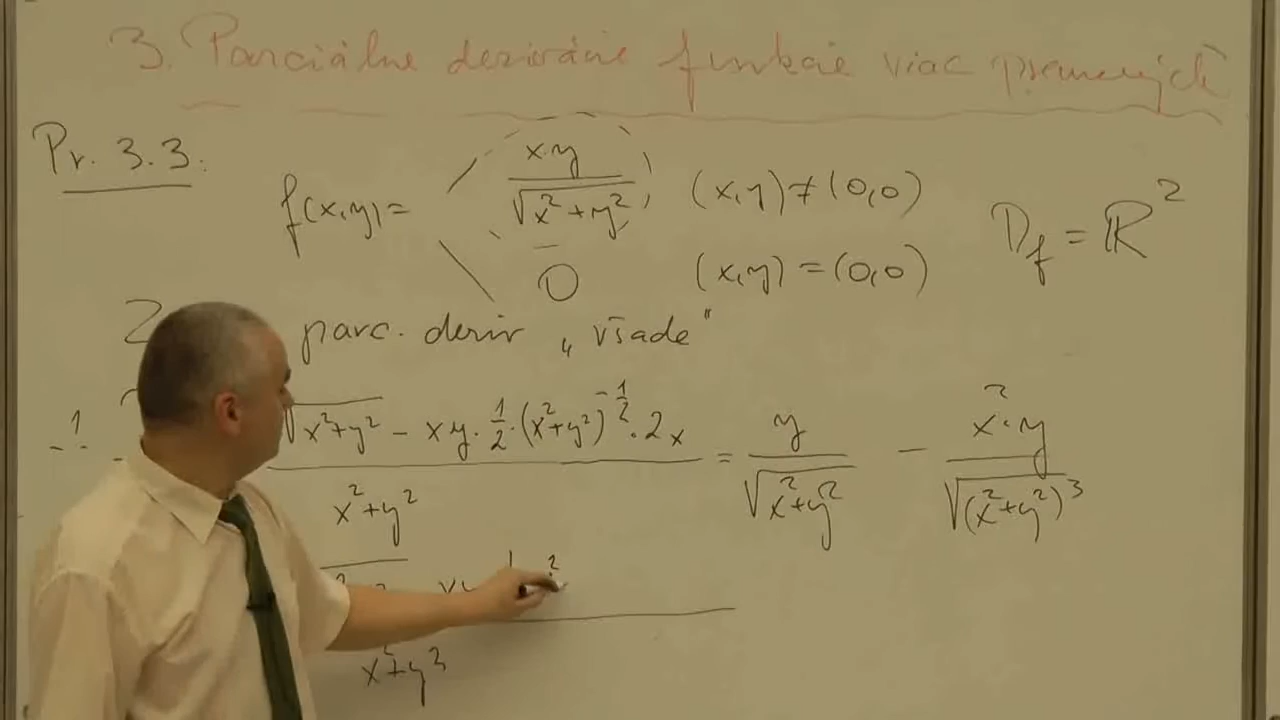 3. Parciálne derivácie funkcie viac premenných
Pr. 3.3:
f(x,y)= x·y / √x²+y² (x,y)≠(0,0)
0 (x,y)=(0,0)
D_f = ℝ²
parc. deriv „všade"
√x²+y² - xy·½·(x²+y²)^-½·2x / x²+y² = y / √x²+y² - x²·y / √(x²+y²)³
x²+y³